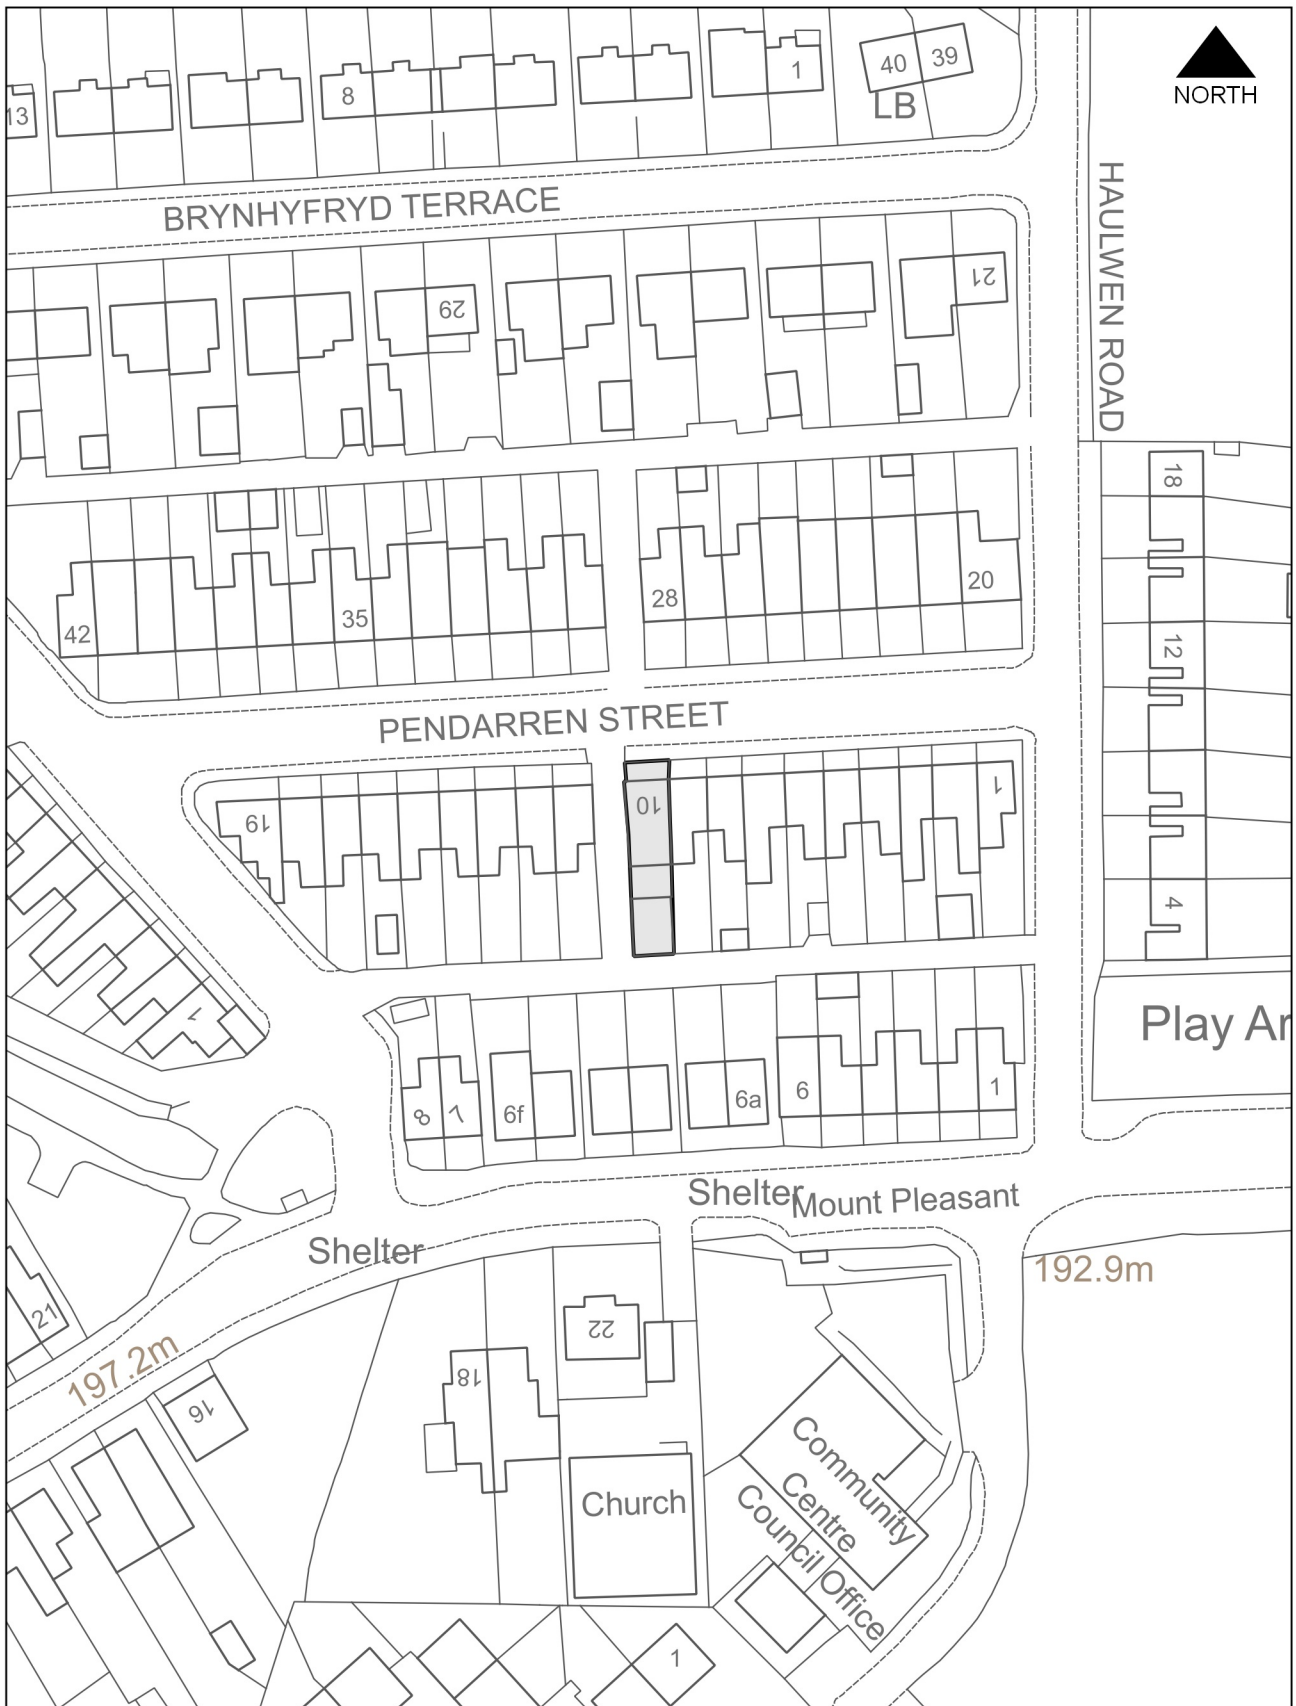 NORTH
40
39
LB
1
8
13
BRYNHYFRYD TERRACE
HAULWEN ROAD
21
29
18
28
20
35
42
12
PENDARREN STREET
10
1
19
4
1
Play Ar
8
7
6f
6a
6
1
Shelter
Mount Pleasant
Shelter
192.9m
21
197.2m
22
18
16
Community
Centre
Church
Council Office
1